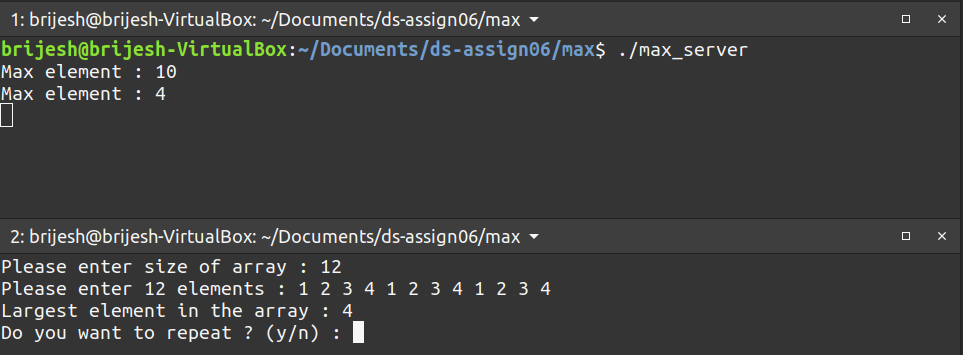 1: brijesh@brijesh-VirtualBox: ~/Documents/ds-assign06/max
brijesh@brijesh-VirtualBox:~/Documents/ds-assign06/max$ ./max_server
Max element : 10
Max element : 4
2: brijesh@brijesh-VirtualBox: ~/Documents/ds-assign06/max
Please enter size of array : 12
Please enter 12 elements : 1 2 3 4 1 2 3 4 1 2 3 4
Largest element in the array : 4
Do you want to repeat ? (y/n) :